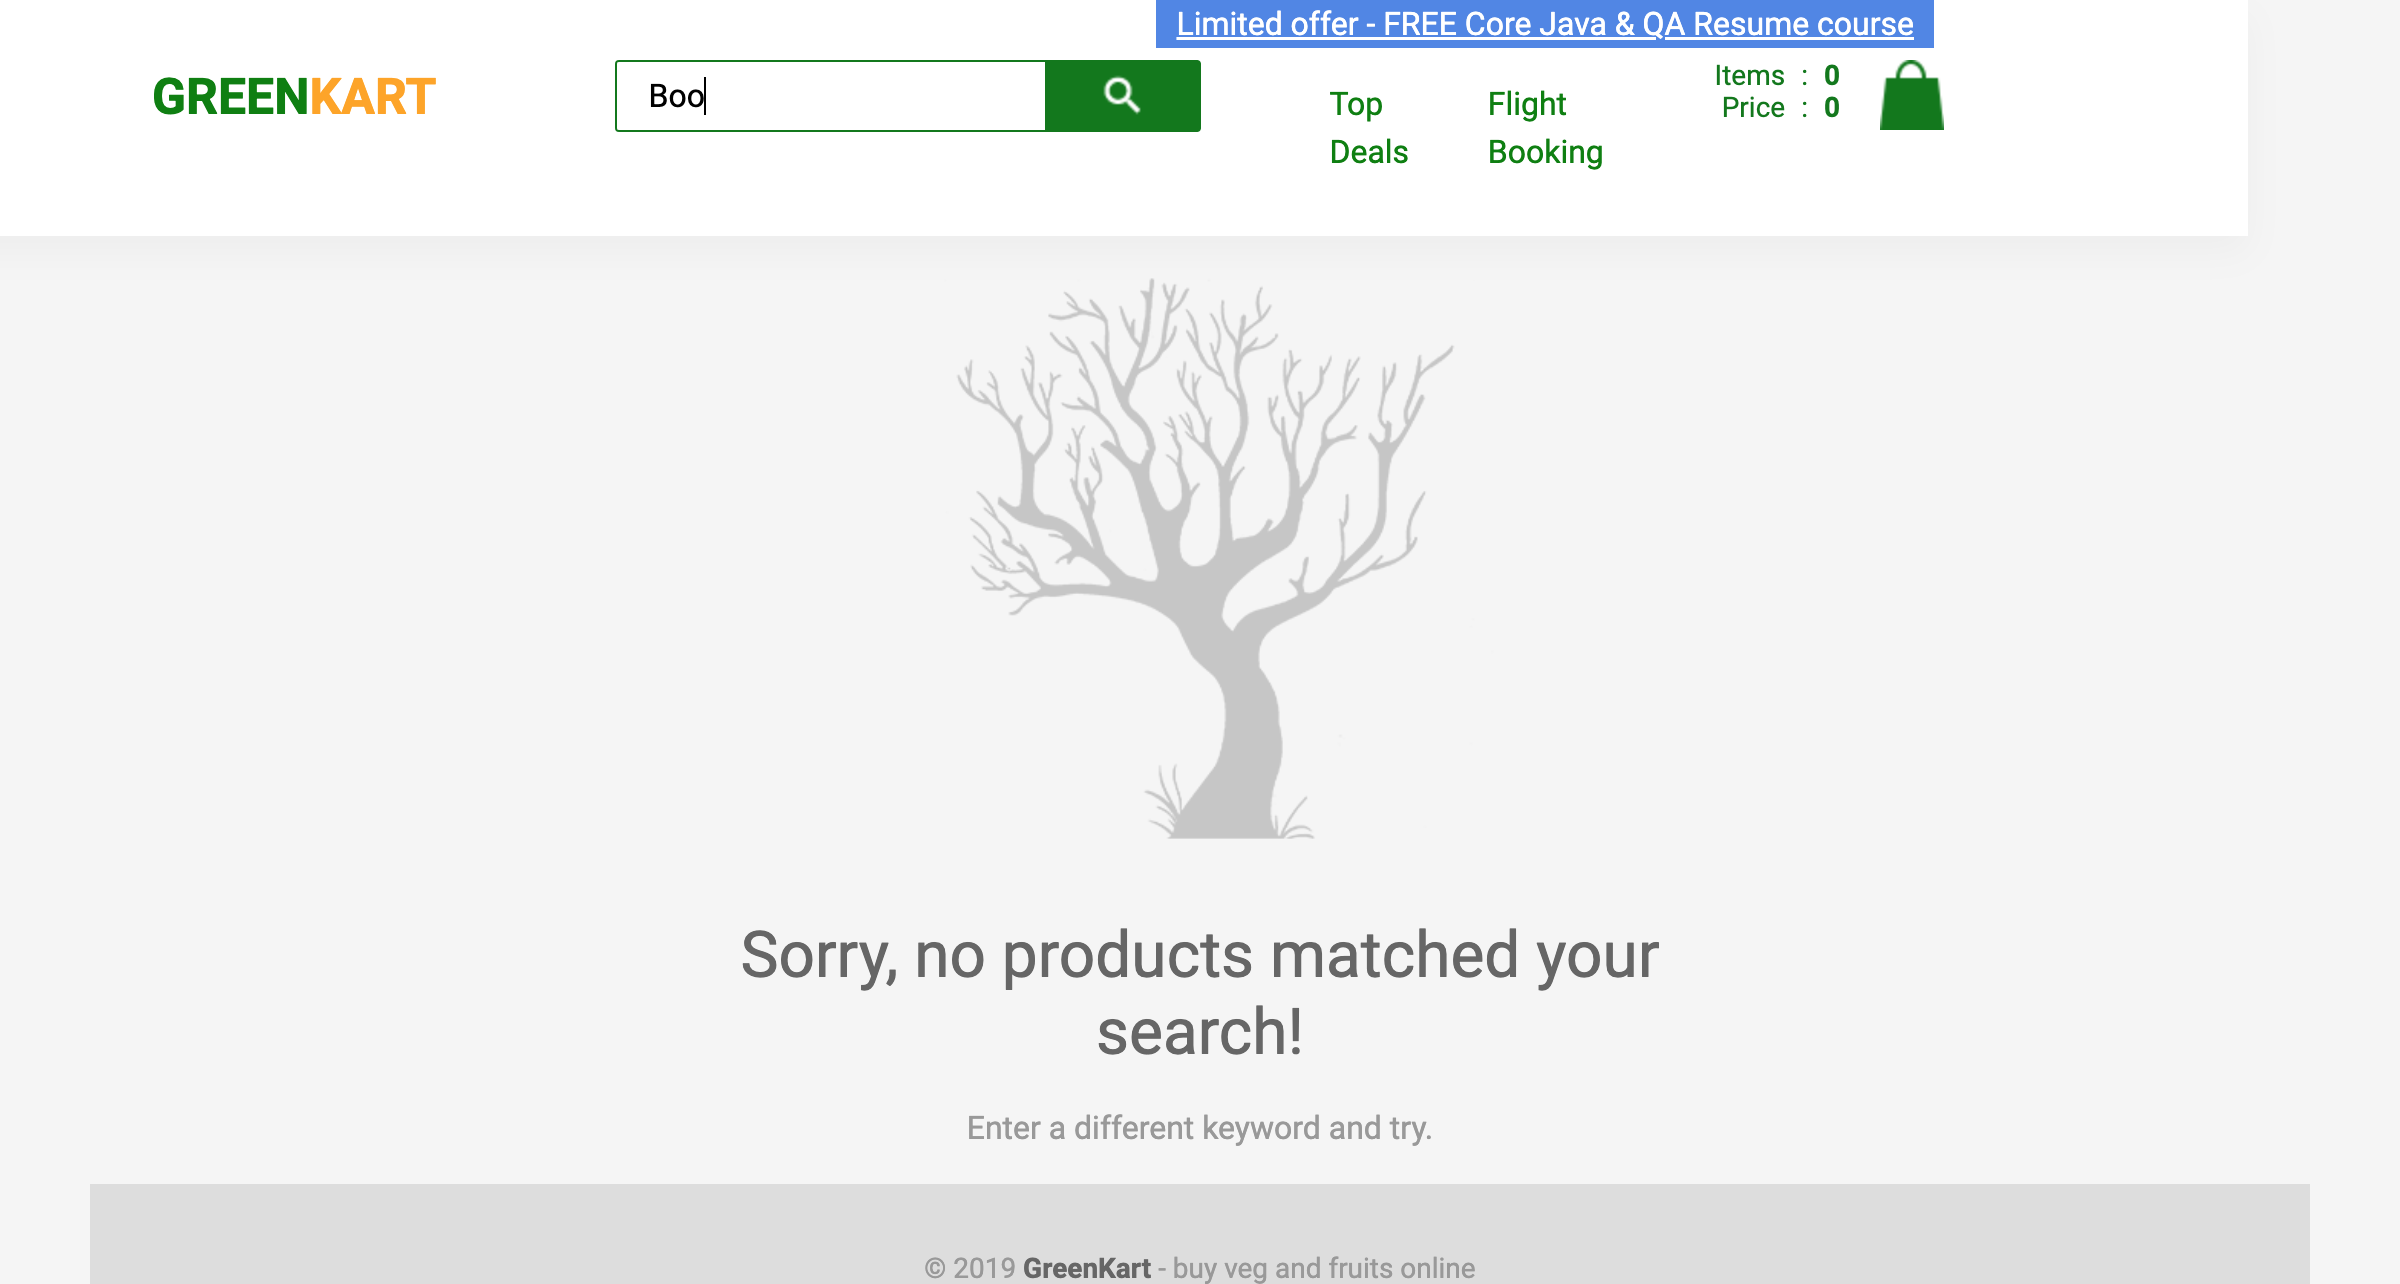 Limited offer - FREE Core Java & QA Resume course
GREENKART
Boo
Top
Deals
Flight
Booking
Items : 0
Price : 0
Sorry, no products matched your
search!
Enter a different keyword and try.
© 2019 GreenKart - buy veg and fruits online